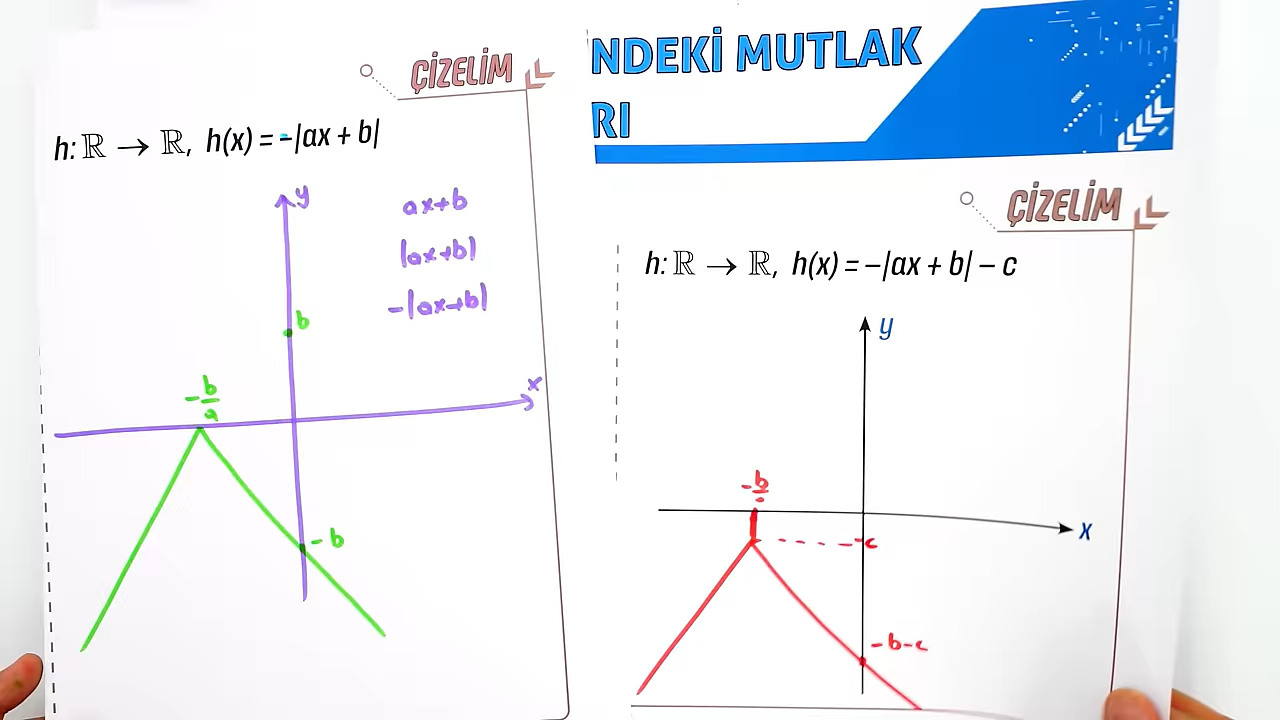 ÇİZELİM
h: ℝ → ℝ, h(x) = -|ax + b|
y
ax+b
|ax+b|
-|ax+b|
b
-b/a
x
-b
NDEKİ MUTLAK
RI
ÇİZELİM
h: ℝ → ℝ, h(x) = –|ax + b| – c
y
x
-c
-b-c